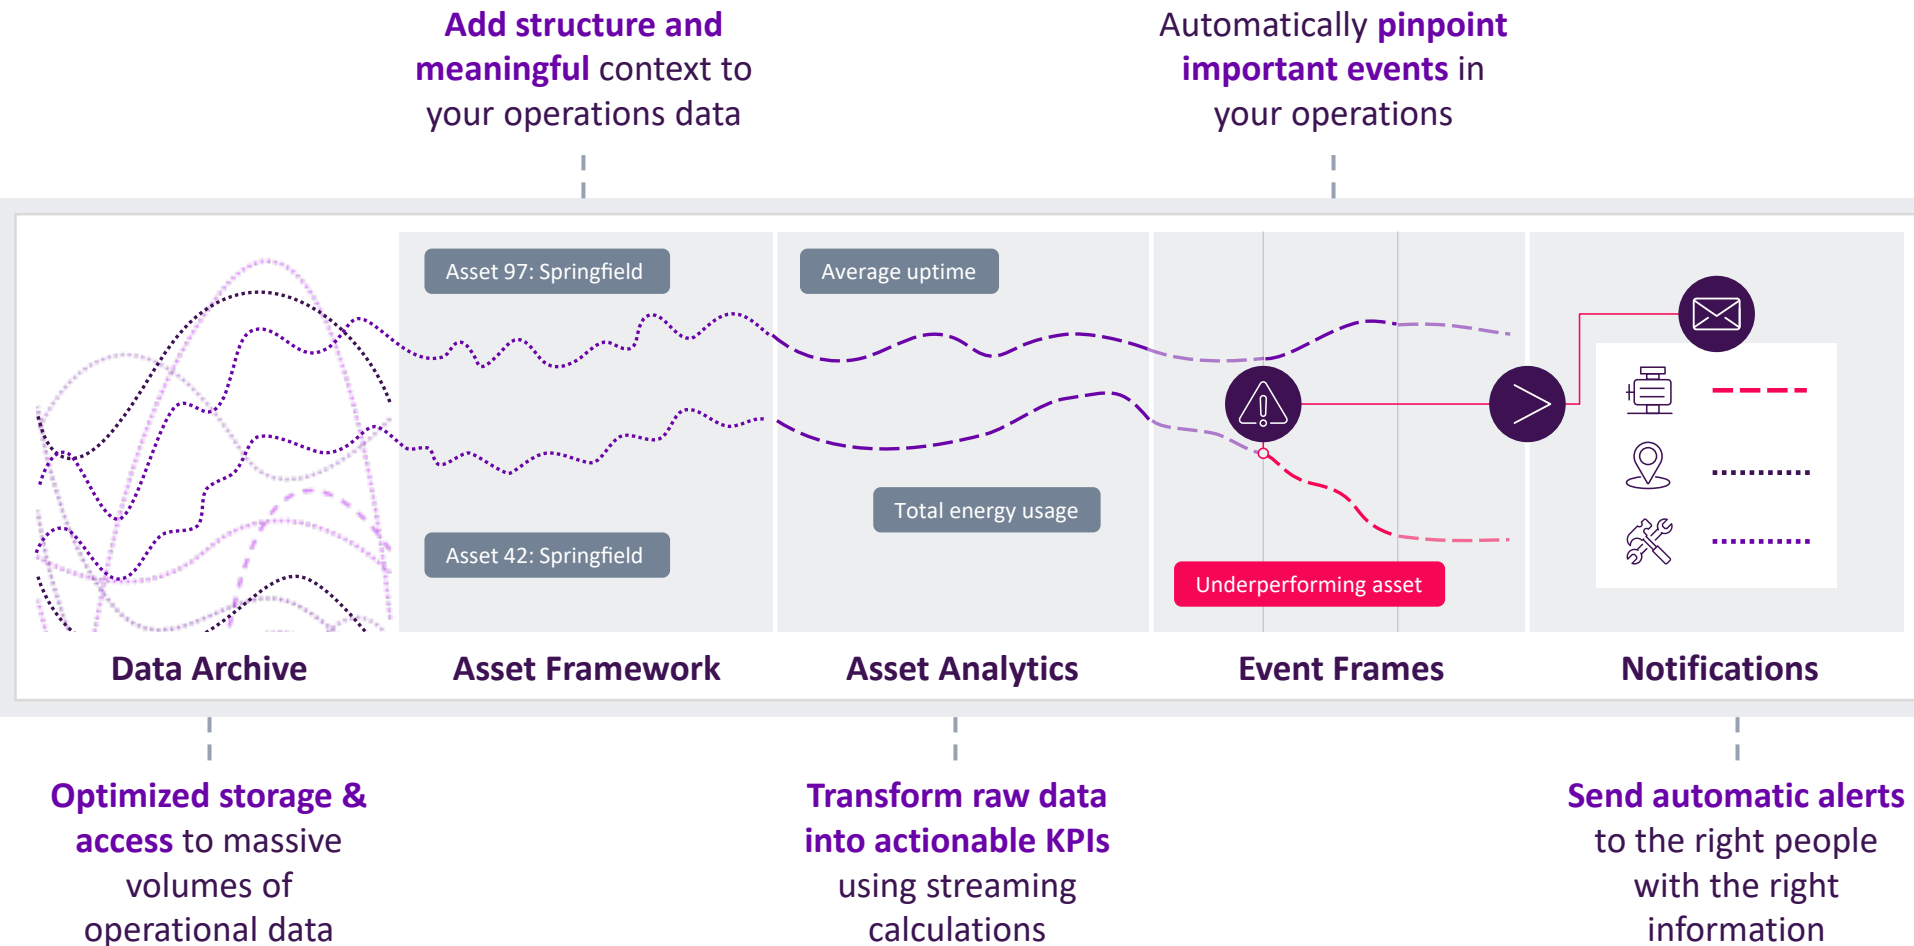 Add structure and
meaningful context to
your operations data
Automatically pinpoint
important events in
your operations
Asset 97: Springfield
Average uptime
Total energy usage
Asset 42: Springfield
Underperforming asset
Data Archive
Asset Framework
Asset Analytics
Event Frames
Notifications
Optimized storage &
access to massive
volumes of
operational data
Transform raw data
into actionable KPIs
using streaming
calculations
Send automatic alerts
to the right people
with the right
information